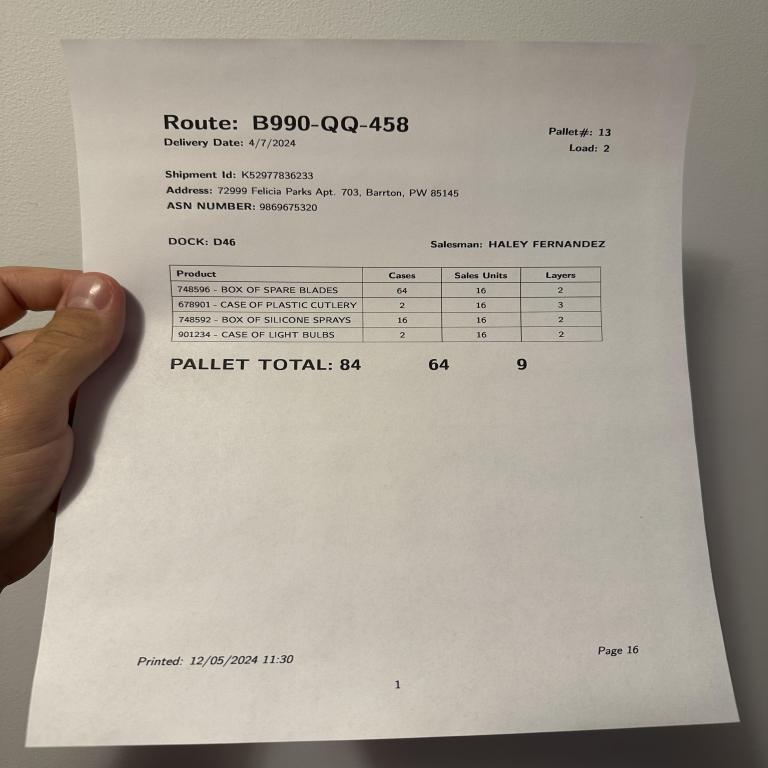 Route: B990-QQ-458
Pallet#: 13
Delivery Date: 4/7/2024
Load: 2
Shipment Id: K52977836233
Address: 72999 Felicia Parks Apt. 703, Barrton, PW 85145
ASN NUMBER: 9869675320
DOCK: D46 Salesman: HALEY FERNANDEZ
Product Cases Sales Units Layers
748596 - BOX OF SPARE BLADES 64 16 2
678901 - CASE OF PLASTIC CUTLERY 2 16 3
748592 - BOX OF SILICONE SPRAYS 16 16 2
901234 - CASE OF LIGHT BULBS 2 16 2
PALLET TOTAL: 84 64 9
Printed: 12/05/2024 11:30 Page 16
1